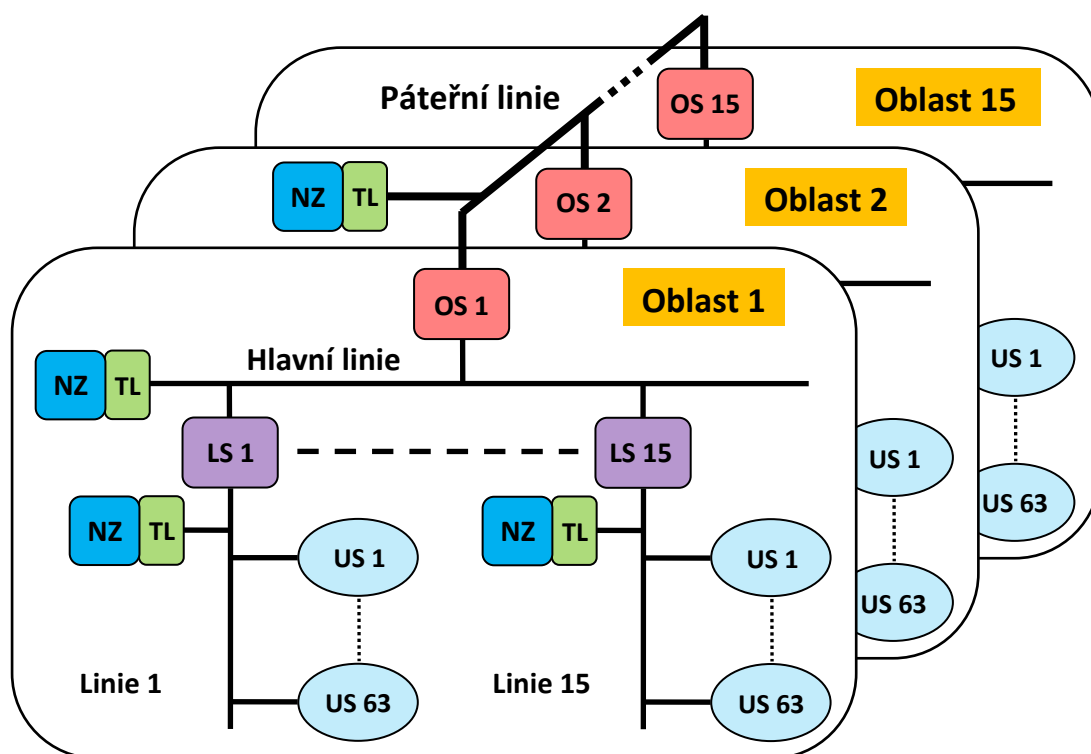 Páteřní linie
OS 15
Oblast 15
NZ
TL
OS 2
Oblast 2
OS 1
Oblast 1
Hlavní linie
NZ
TL
US 1
LS 1
LS 15
US 1
US 63
NZ
TL
NZ
TL
US 1
US 1
US 63
Linie 1
US 63
Linie 15
US 63